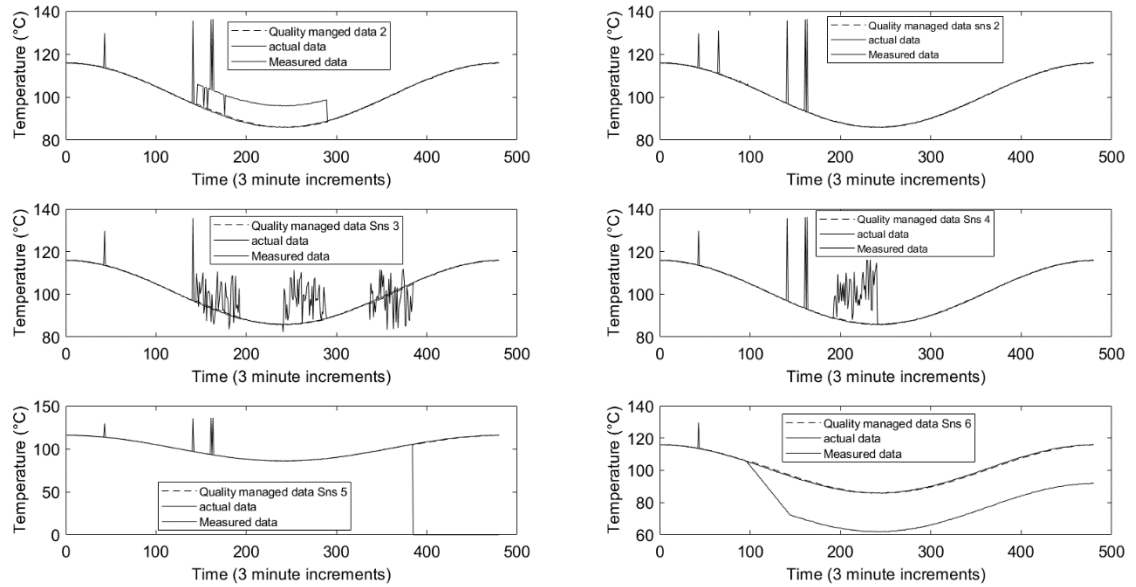 140
120
100
80
Temperature (°C)
Quality manged data 2
actual data
Measured data
0 100 200 300 400 500
Time (3 minute increments)
140
120
100
80
Temperature (°C)
Quality managed data sns 2
actual data
Measured data
0 100 200 300 400 500
Time (3 minute increments)
140
120
100
80
Temperature (°C)
Quality managed data Sns 3
actual data
Measured data
0 100 200 300 400 500
Time (3 minute increments)
140
120
100
80
Temperature (°C)
Quality managed data Sns 4
actual data
Measured data
0 100 200 300 400 500
Time (3 minute increments)
150
100
50
0
Temperature (°C)
Quality managed data Sns 5
actual data
Measured data
0 100 200 300 400 500
Time (3 minute increments)
140
120
100
80
60
Temperature (°C)
Quality managed data Sns 6
actual data
Measured data
0 100 200 300 400 500
Time (3 minute increments)